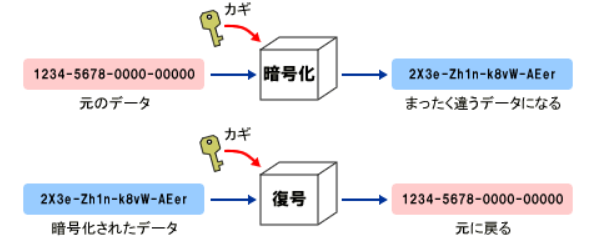 カギ
1234-5678-0000-00000
暗号化
2X3e-Zh1n-k8vW-AEer
元のデータ
まったく違うデータになる
カギ
2X3e-Zh1n-k8vW-AEer
復号
1234-5678-0000-00000
暗号化されたデータ
元に戻る